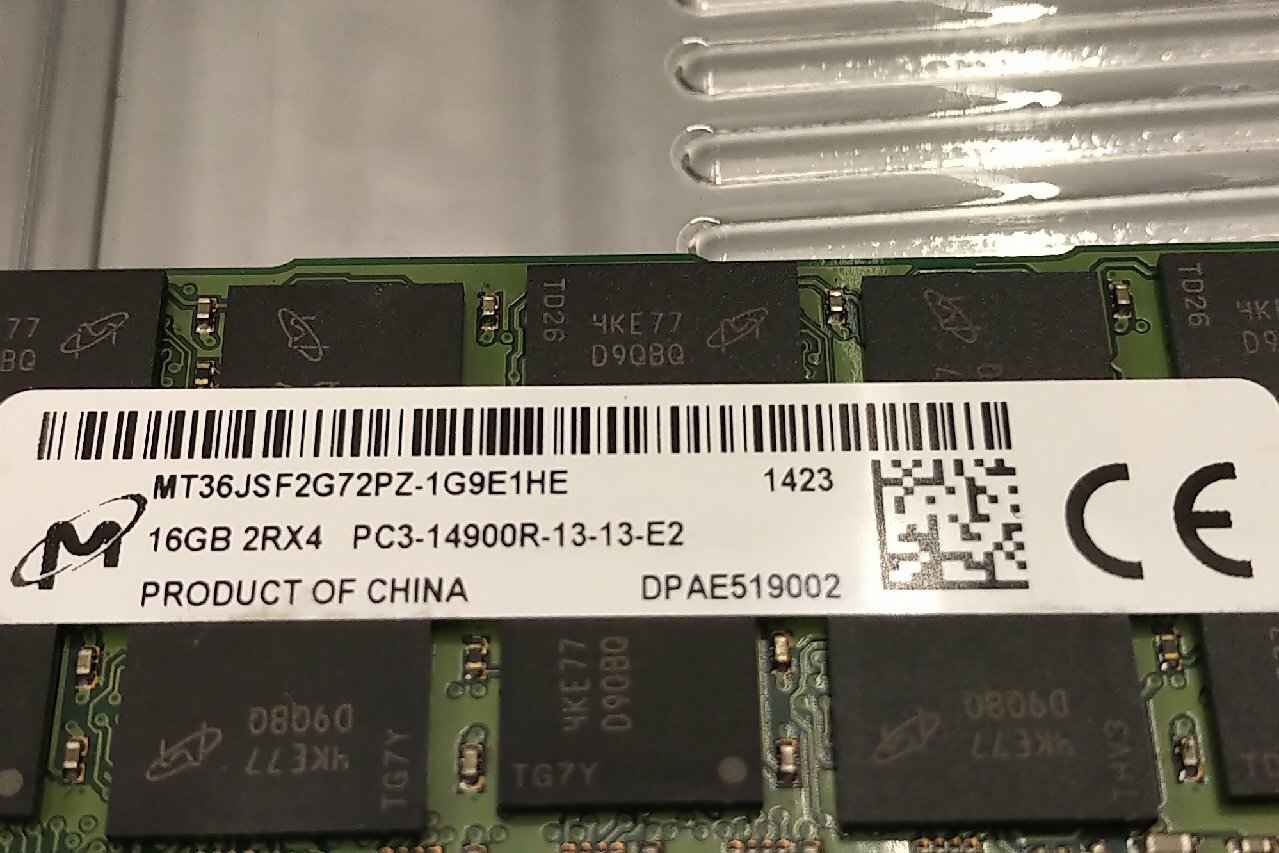 77
TD26
4KE77
TD26
BQ
D9QBQ
MT36JSF2G72PZ-1G9E1HE 1423
16GB 2RX4 PC3-14900R-13-13-E2
PRODUCT OF CHINA DPAE519002
CE
4KE77
D9QBQ
D9QBQ
4KE77
TG7Y
TG7Y
D9QBQ
4KE77
THV3